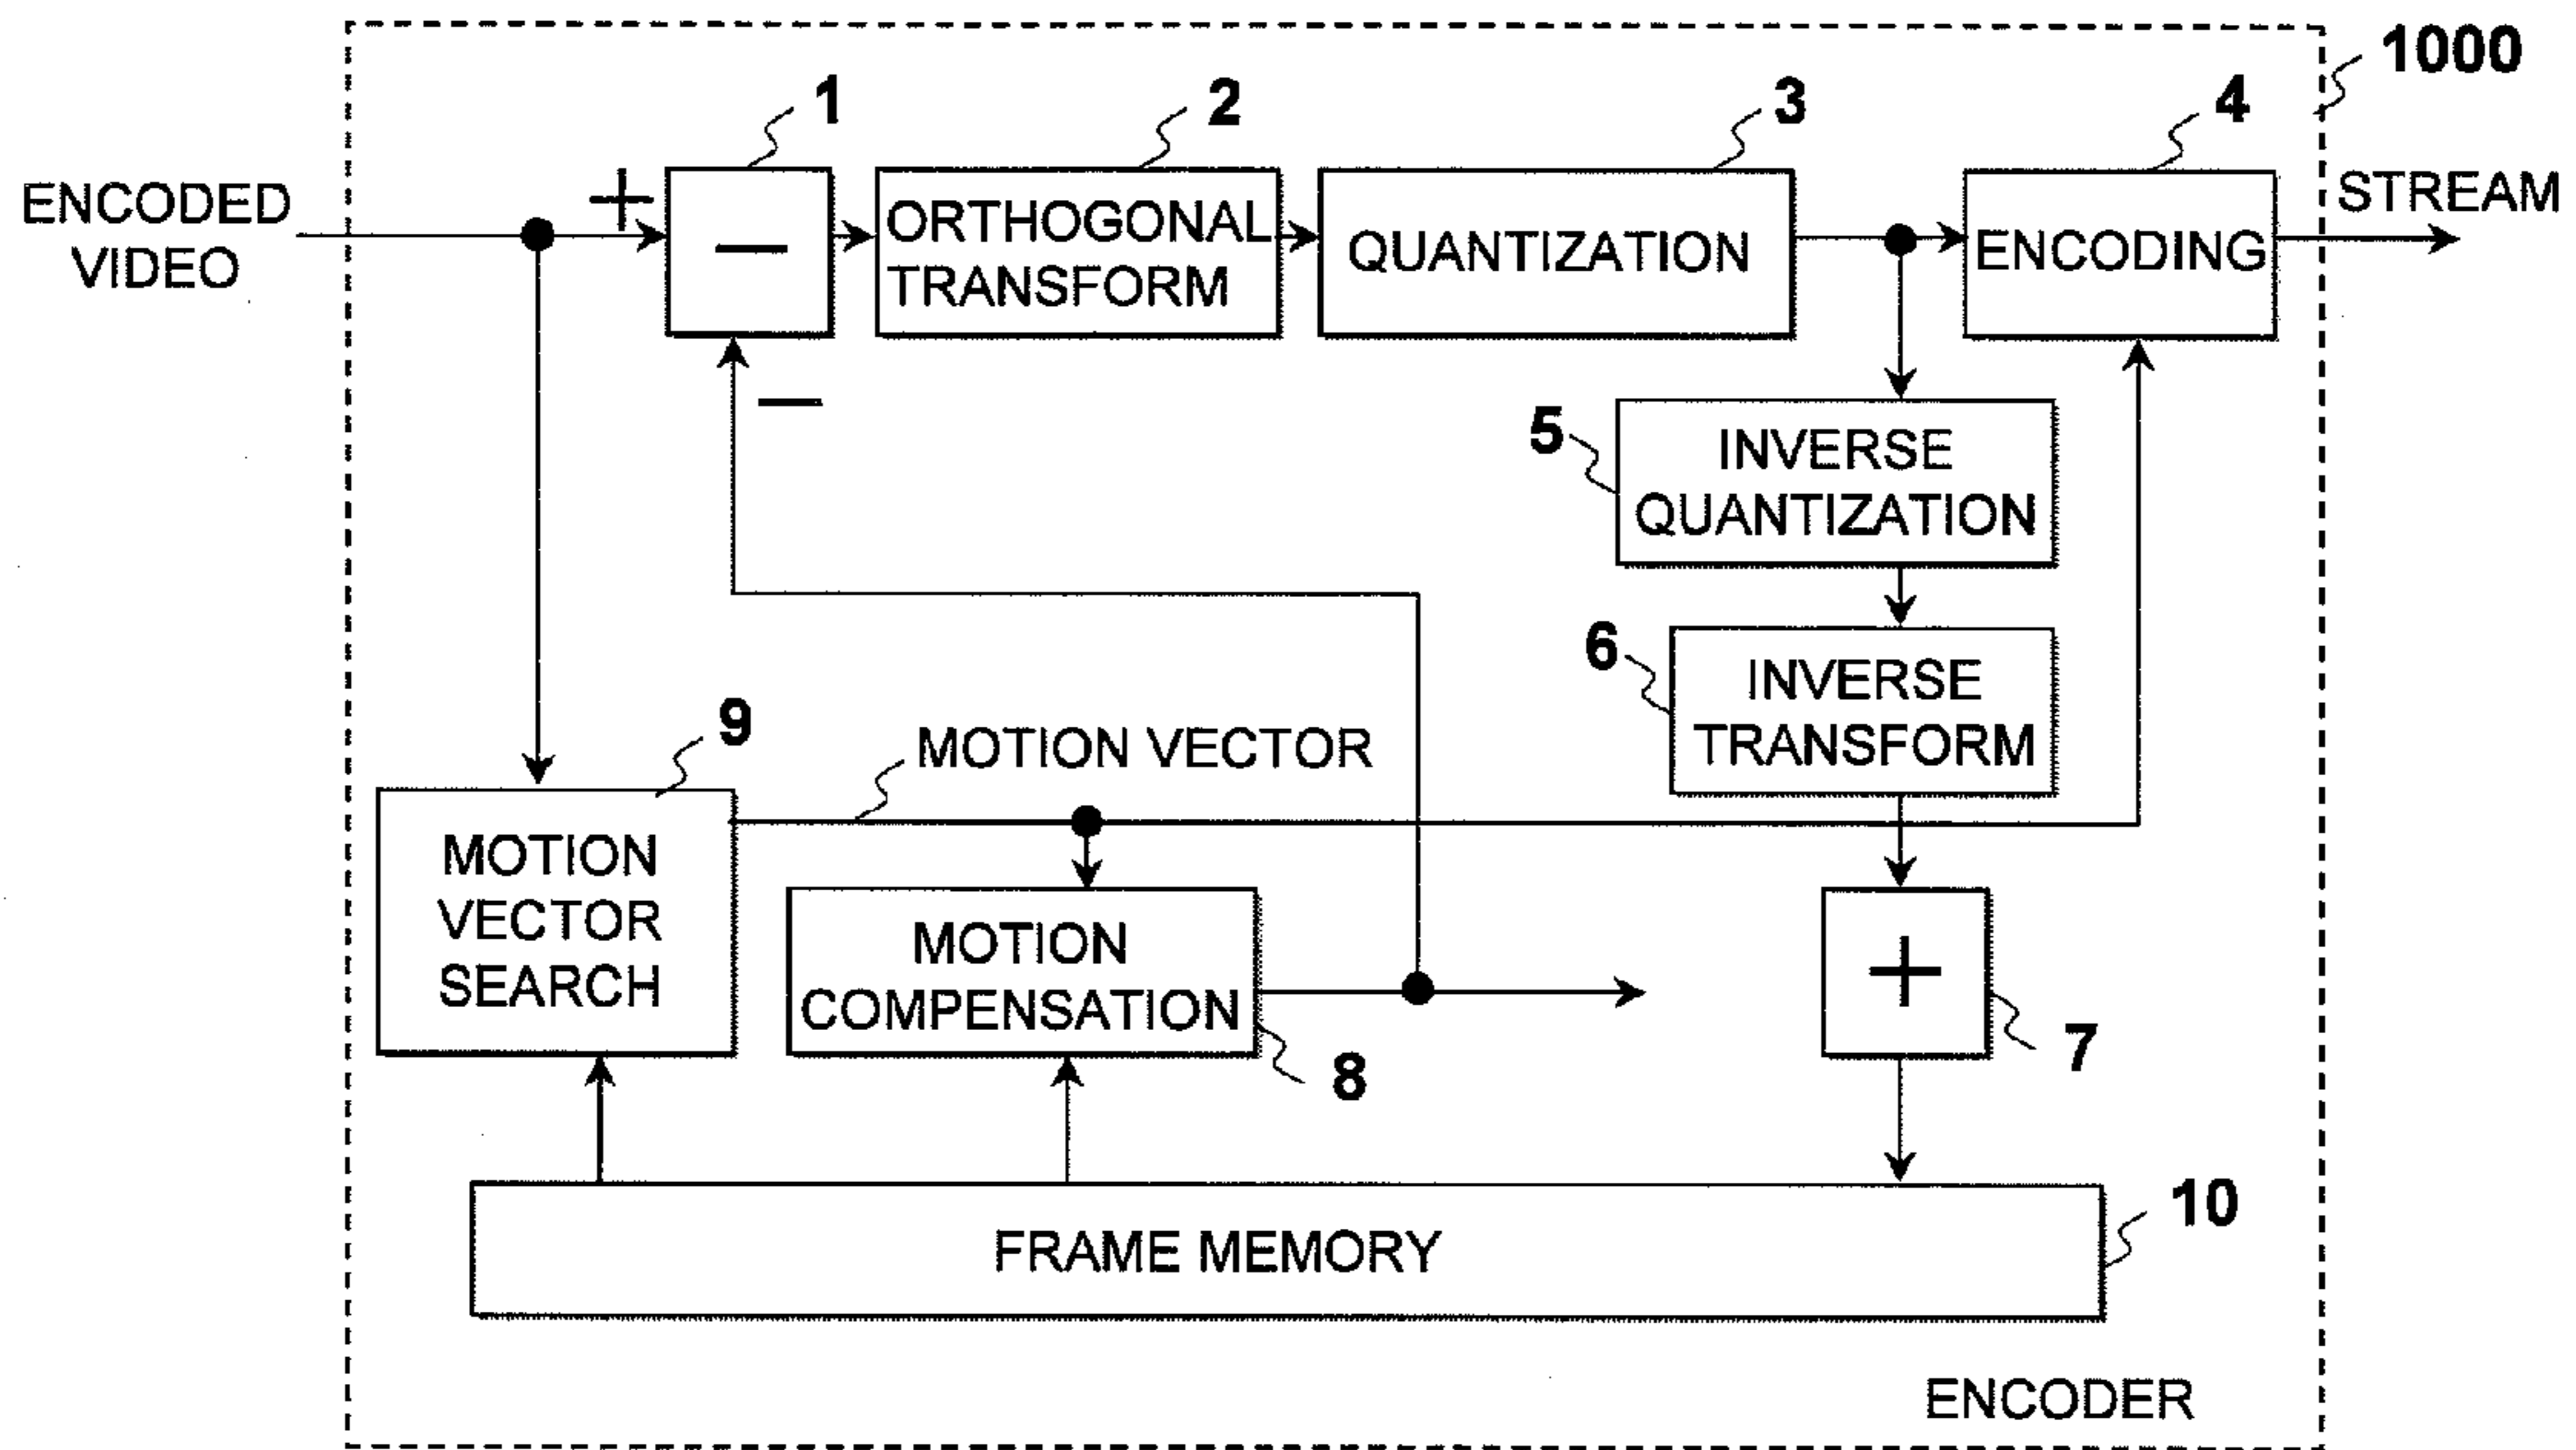 1000
1
2
3
4
ENCODED
VIDEO
+
−
ORTHOGONAL
TRANSFORM
QUANTIZATION
ENCODING
STREAM
−
5
INVERSE
QUANTIZATION
6
INVERSE
TRANSFORM
9
MOTION VECTOR
MOTION
VECTOR
SEARCH
MOTION
COMPENSATION
8
+
7
10
FRAME MEMORY
ENCODER